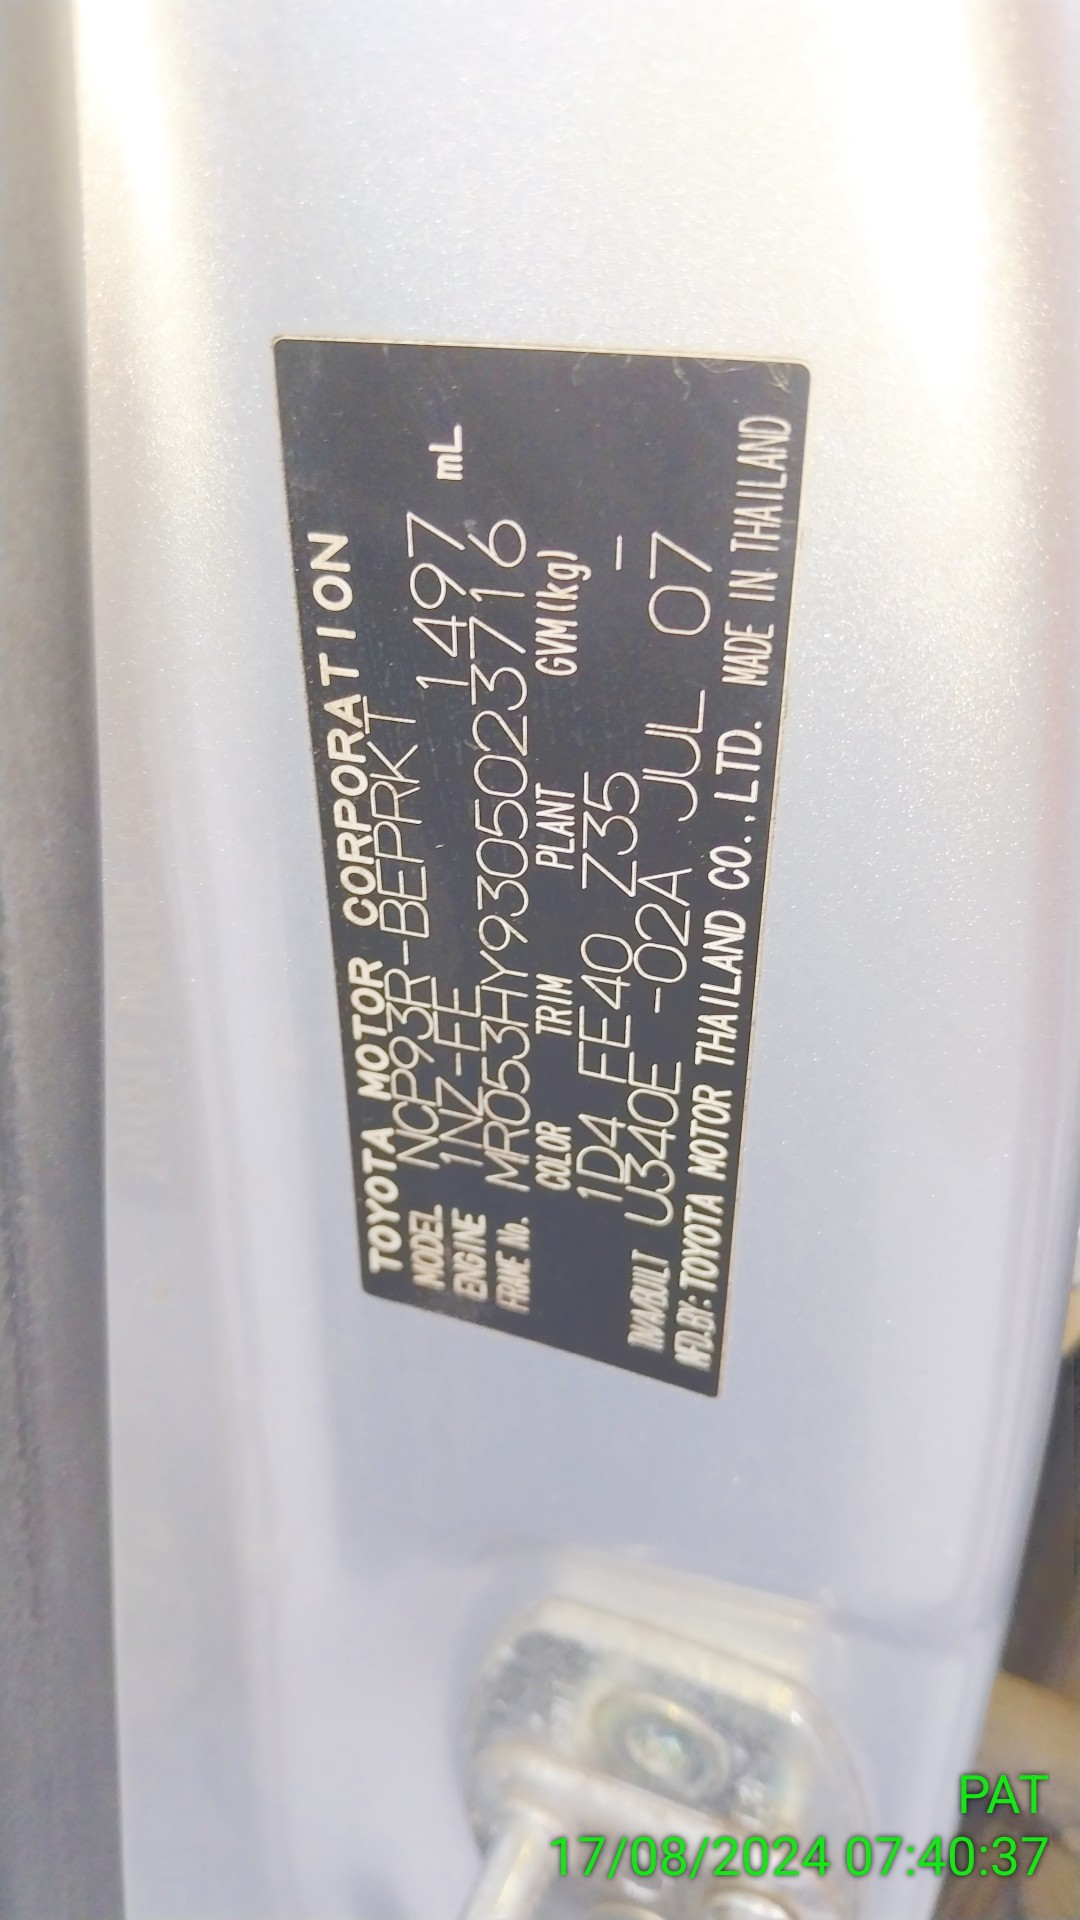 TOYOTA MOTOR CORPORATION
MODEL NCP93R-BEPRKT
ENGINE 1NZ-FE 1497 mL
FRAME No. MR053HY9305023716
COLOR TRIM PLANT GVM(kg)
1D4 FE40 Z35 -
TM/A/BUILT U340E -02A JUL 07
MFD.BY:TOYOTA MOTOR THAILAND CO.,LTD. MADE IN THAILAND
PAT
17/08/2024 07:40:37